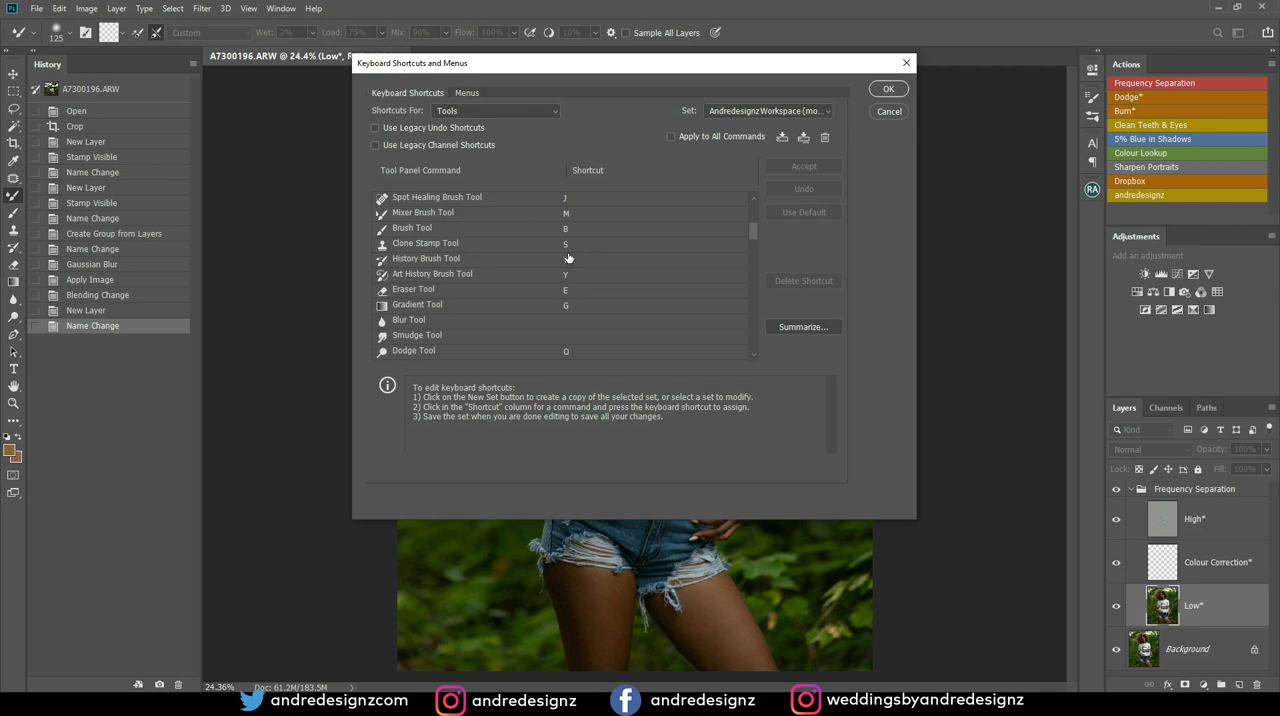 File Edit Image Layer Type Select Filter 3D View Window Help
125 Custom Wet: 2% Load: 75% Mix: 90% Flow: 100% 10% Sample All Layers
A7300196.ARW @ 24.4% (Low*,
History
A7300196.ARW
Open
Crop
New Layer
Stamp Visible
Name Change
New Layer
Stamp Visible
Name Change
Create Group from Layers
Name Change
Gaussian Blur
Apply Image
Blending Change
New Layer
Name Change
Keyboard Shortcuts and Menus
Keyboard Shortcuts Menus
Shortcuts For: Tools
Set: AndredesignzWorkspace (mo...
Use Legacy Undo Shortcuts
Apply to All Commands
Use Legacy Channel Shortcuts
Tool Panel Command Shortcut
Spot Healing Brush Tool J
Mixer Brush Tool M
Brush Tool B
Clone Stamp Tool S
History Brush Tool
Art History Brush Tool Y
Eraser Tool E
Gradient Tool G
Blur Tool
Smudge Tool
Dodge Tool O
OK
Cancel
Accept
Undo
Use Default
Delete Shortcut
Summarize...
To edit keyboard shortcuts:
1) Click on the New Set button to create a copy of the selected set, or select a set to modify.
2) Click in the "Shortcut" column for a command and press the keyboard shortcut to assign.
3) Save the set when you are done editing to save all your changes.
Actions
Frequency Separation
Dodge*
Burn*
Clean Teeth & Eyes
5% Blue in Shadows
Colour Lookup
Sharpen Portraits
Dropbox
andredesignz
Adjustments
Add an adjustment
Layers Channels Paths
Kind
Normal Opacity: 100%
Lock: Fill: 100%
Frequency Separation
High*
Colour Correction*
Low*
Background
24.36% Doc: 61.2M/183.5M
andredesignzcom andredesignz andredesignz weddingsbyandredesignz